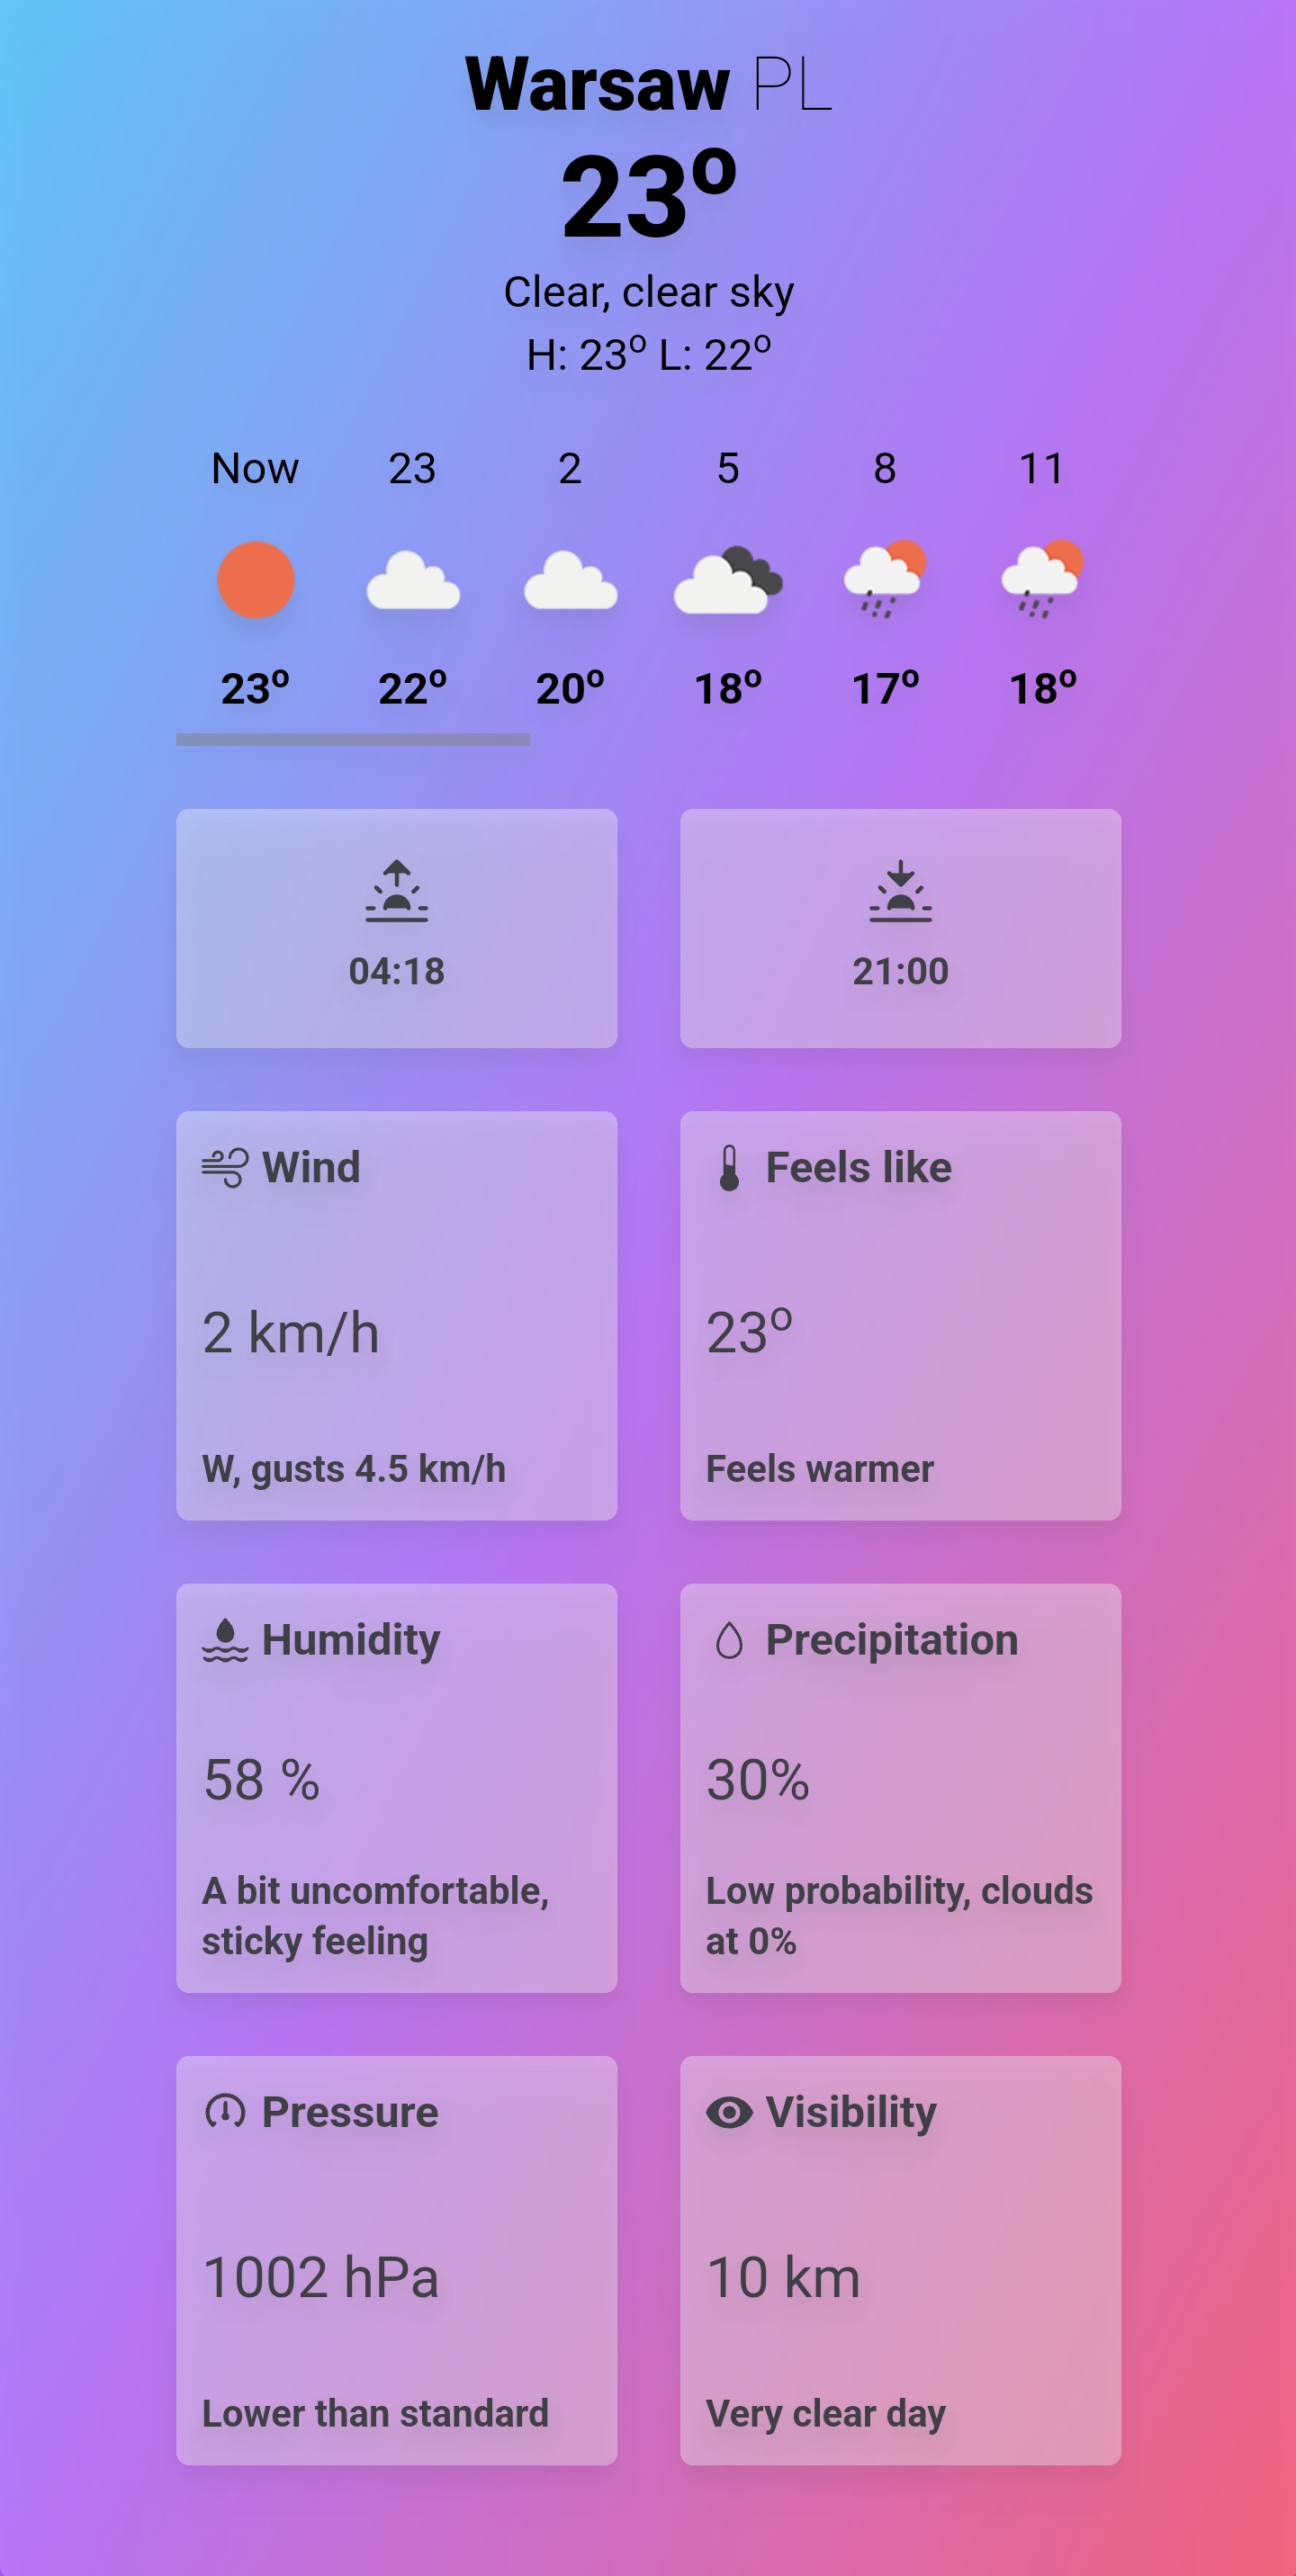 Warsaw PL
23º
Clear, clear sky
H: 23º L: 22º
Now 23 2 5 8 11
23º 22º 20º 18º 17º 18º
04:18 21:00
Wind
2 km/h
W, gusts 4.5 km/h
Feels like
23º
Feels warmer
Humidity
58 %
A bit uncomfortable,
sticky feeling
Precipitation
30%
Low probability, clouds
at 0%
Pressure
1002 hPa
Lower than standard
Visibility
10 km
Very clear day